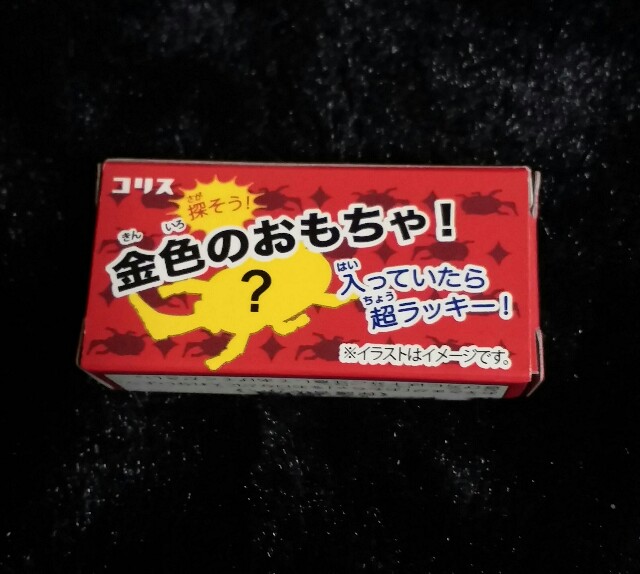 コリス
さが
探そう!
きん いろ
金色のおもちゃ!
?
はい
入っていたら
ちょう
超ラッキー!
※イラストはイメージです。